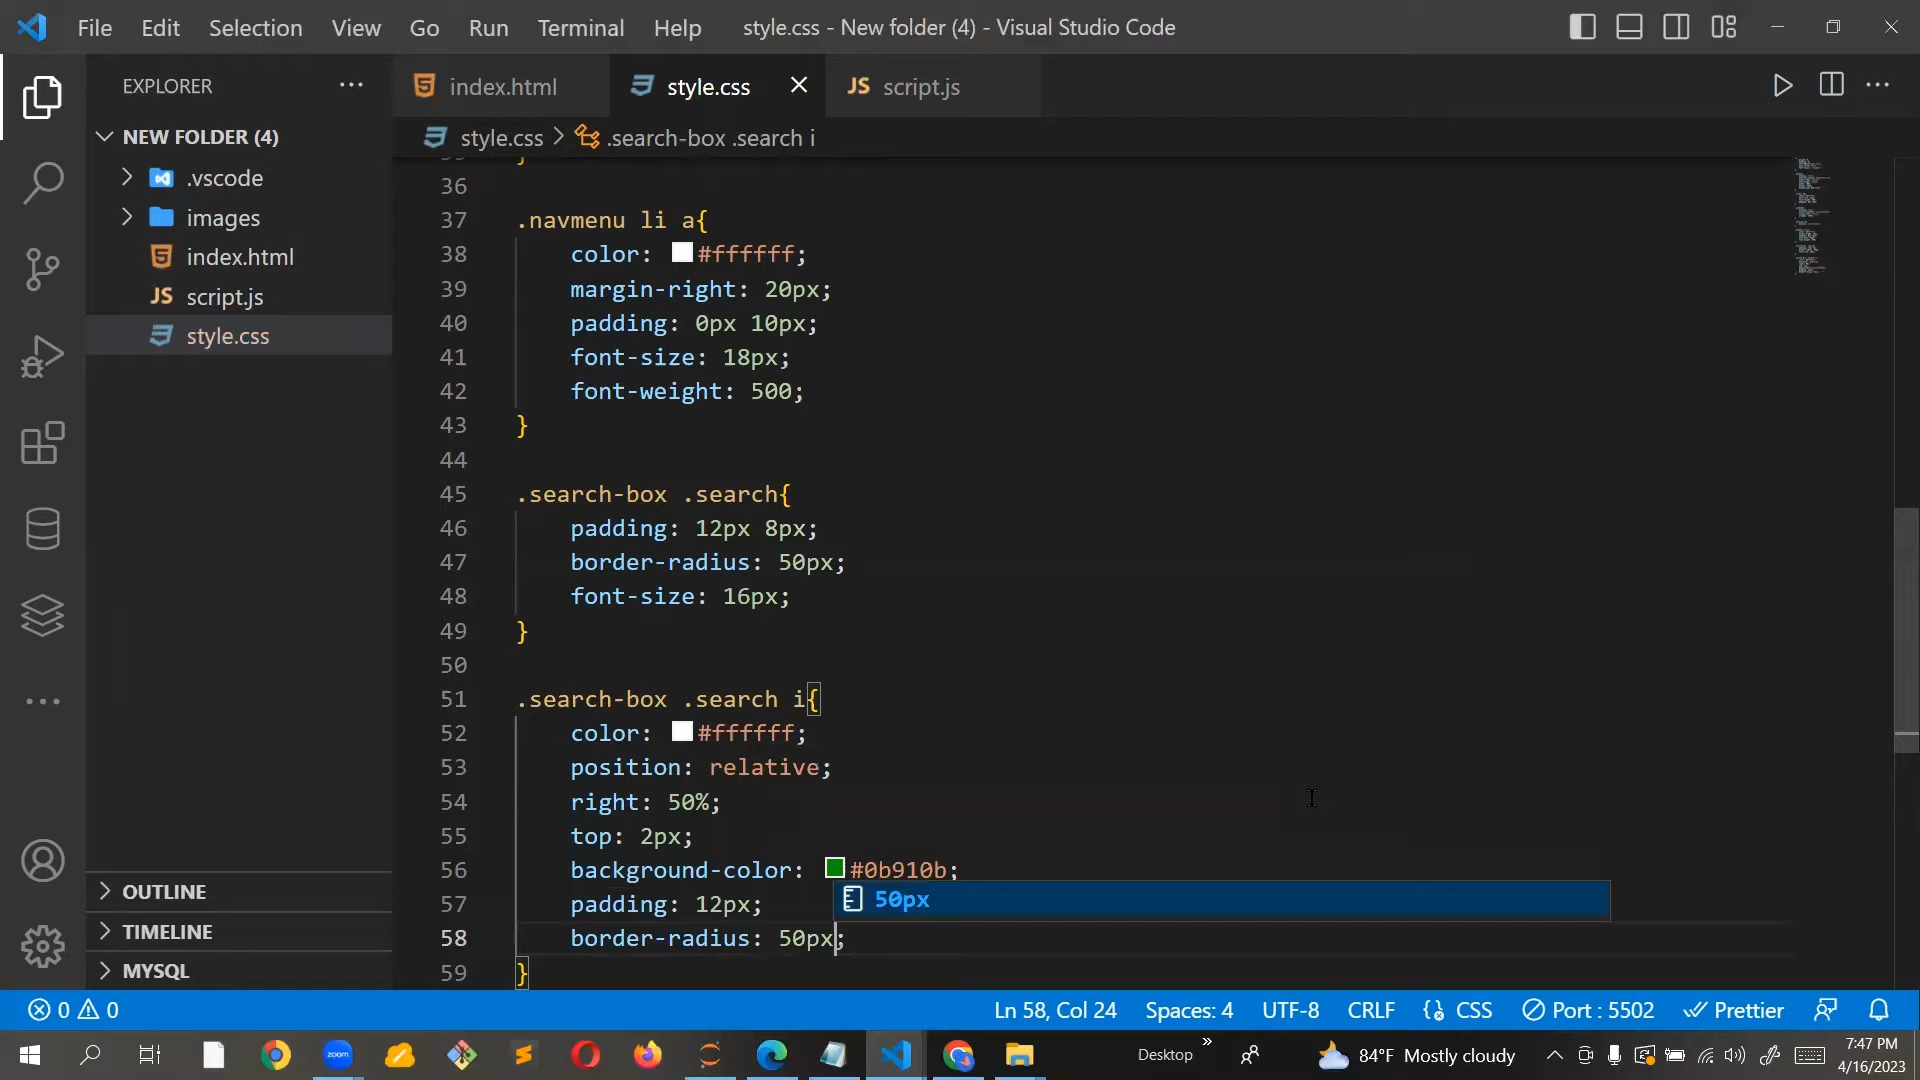 File Edit Selection View Go Run Terminal Help style.css - New folder (4) - Visual Studio Code
EXPLORER
index.html
style.css
JS script.js
NEW FOLDER (4)
style.css > .search-box .search i
.vscode
images
index.html
JS script.js
style.css
OUTLINE
TIMELINE
MYSQL
36
37 .navmenu li a{
38 color: #ffffff;
39 margin-right: 20px;
40 padding: 0px 10px;
41 font-size: 18px;
42 font-weight: 500;
43 }
44
45 .search-box .search{
46 padding: 12px 8px;
47 border-radius: 50px;
48 font-size: 16px;
49 }
50
51 .search-box .search i{
52 color: #ffffff;
53 position: relative;
54 right: 50%;
55 top: 2px;
56 background-color: #0b910b;
57 padding: 12px;
50px
58 border-radius: 50px;
59 }
0 0 Ln 58, Col 24 Spaces: 4 UTF-8 CRLF {} CSS Port : 5502 Prettier
zoom
Desktop
84°F Mostly cloudy
7:47 PM
4/16/2023